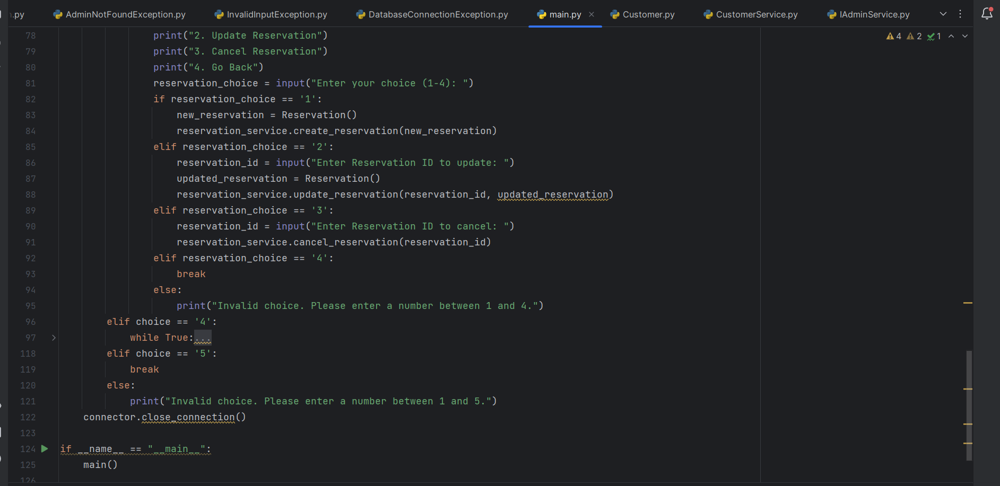 .py AdminNotFoundException.py InvalidInputException.py DatabaseConnectionException.py main.py Customer.py CustomerService.py IAdminService.py
4 2 1
78 print("2. Update Reservation")
79 print("3. Cancel Reservation")
80 print("4. Go Back")
81 reservation_choice = input("Enter your choice (1-4): ")
82 if reservation_choice == '1':
83 new_reservation = Reservation()
84 reservation_service.create_reservation(new_reservation)
85 elif reservation_choice == '2':
86 reservation_id = input("Enter Reservation ID to update: ")
87 updated_reservation = Reservation()
88 reservation_service.update_reservation(reservation_id, updated_reservation)
89 elif reservation_choice == '3':
90 reservation_id = input("Enter Reservation ID to cancel: ")
91 reservation_service.cancel_reservation(reservation_id)
92 elif reservation_choice == '4':
93 break
94 else:
95 print("Invalid choice. Please enter a number between 1 and 4.")
96 elif choice == '4':
97 while True:...
118 elif choice == '5':
119 break
120 else:
121 print("Invalid choice. Please enter a number between 1 and 5.")
122 connector.close_connection()
123
124 if __name__ == "__main__":
125 main()
126